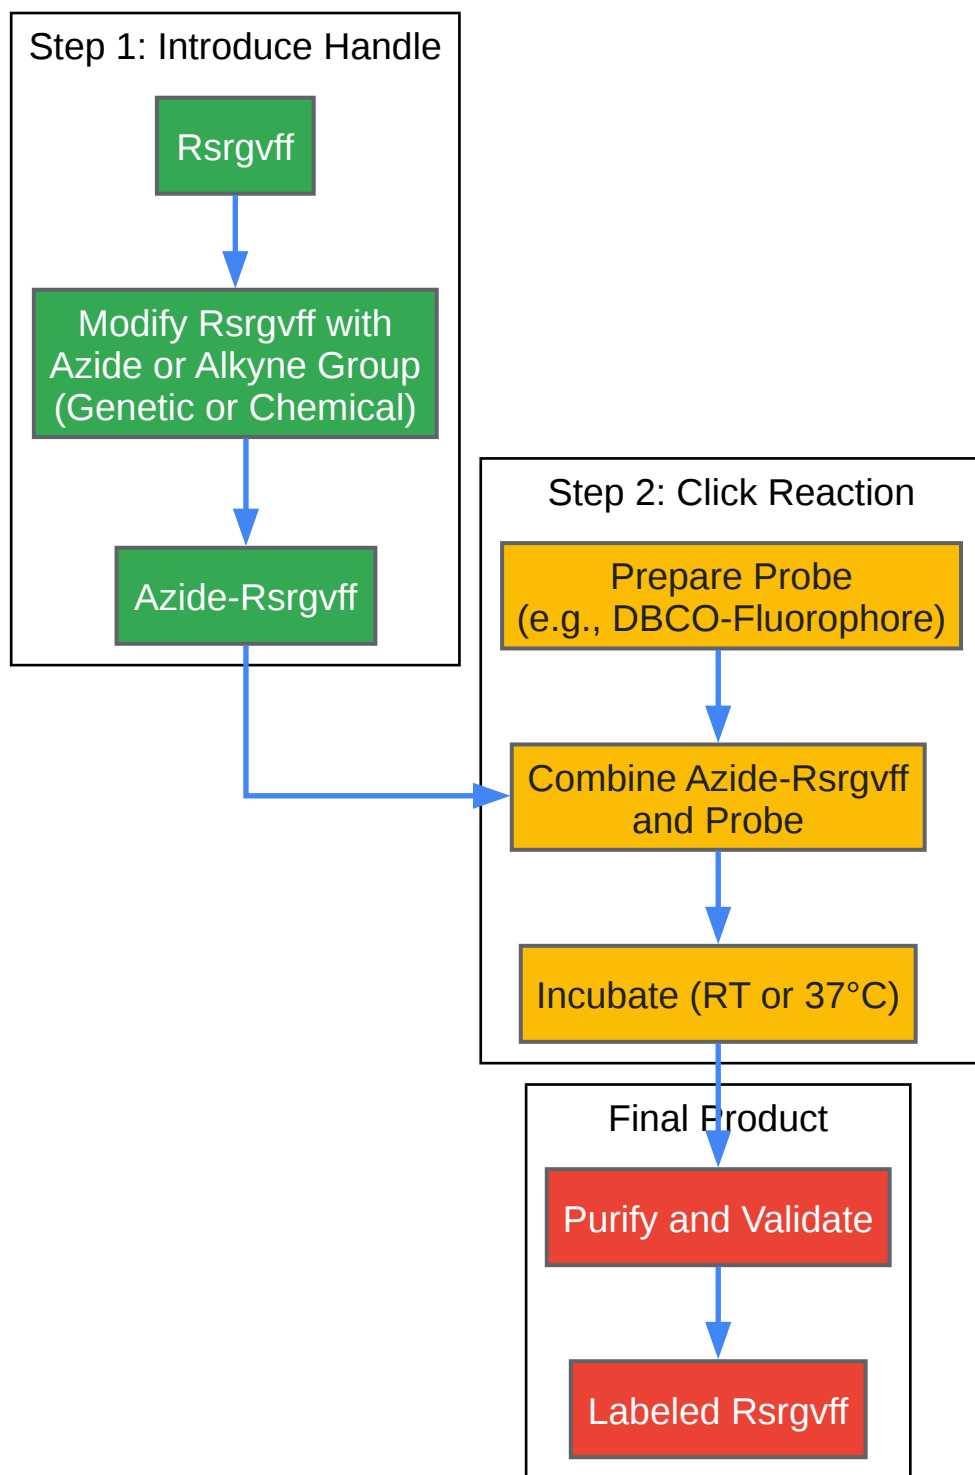 Step 1: Introduce Handle
Rsrgvff
Modify Rsrgvff with
Azide or Alkyne Group
(Genetic or Chemical)
Azide-Rsrgvff
Step 2: Click Reaction
Prepare Probe
(e.g., DBCO-Fluorophore)
Combine Azide-Rsrgvff
and Probe
Incubate (RT or 37°C)
Final Product
Purify and Validate
Labeled Rsrgvff